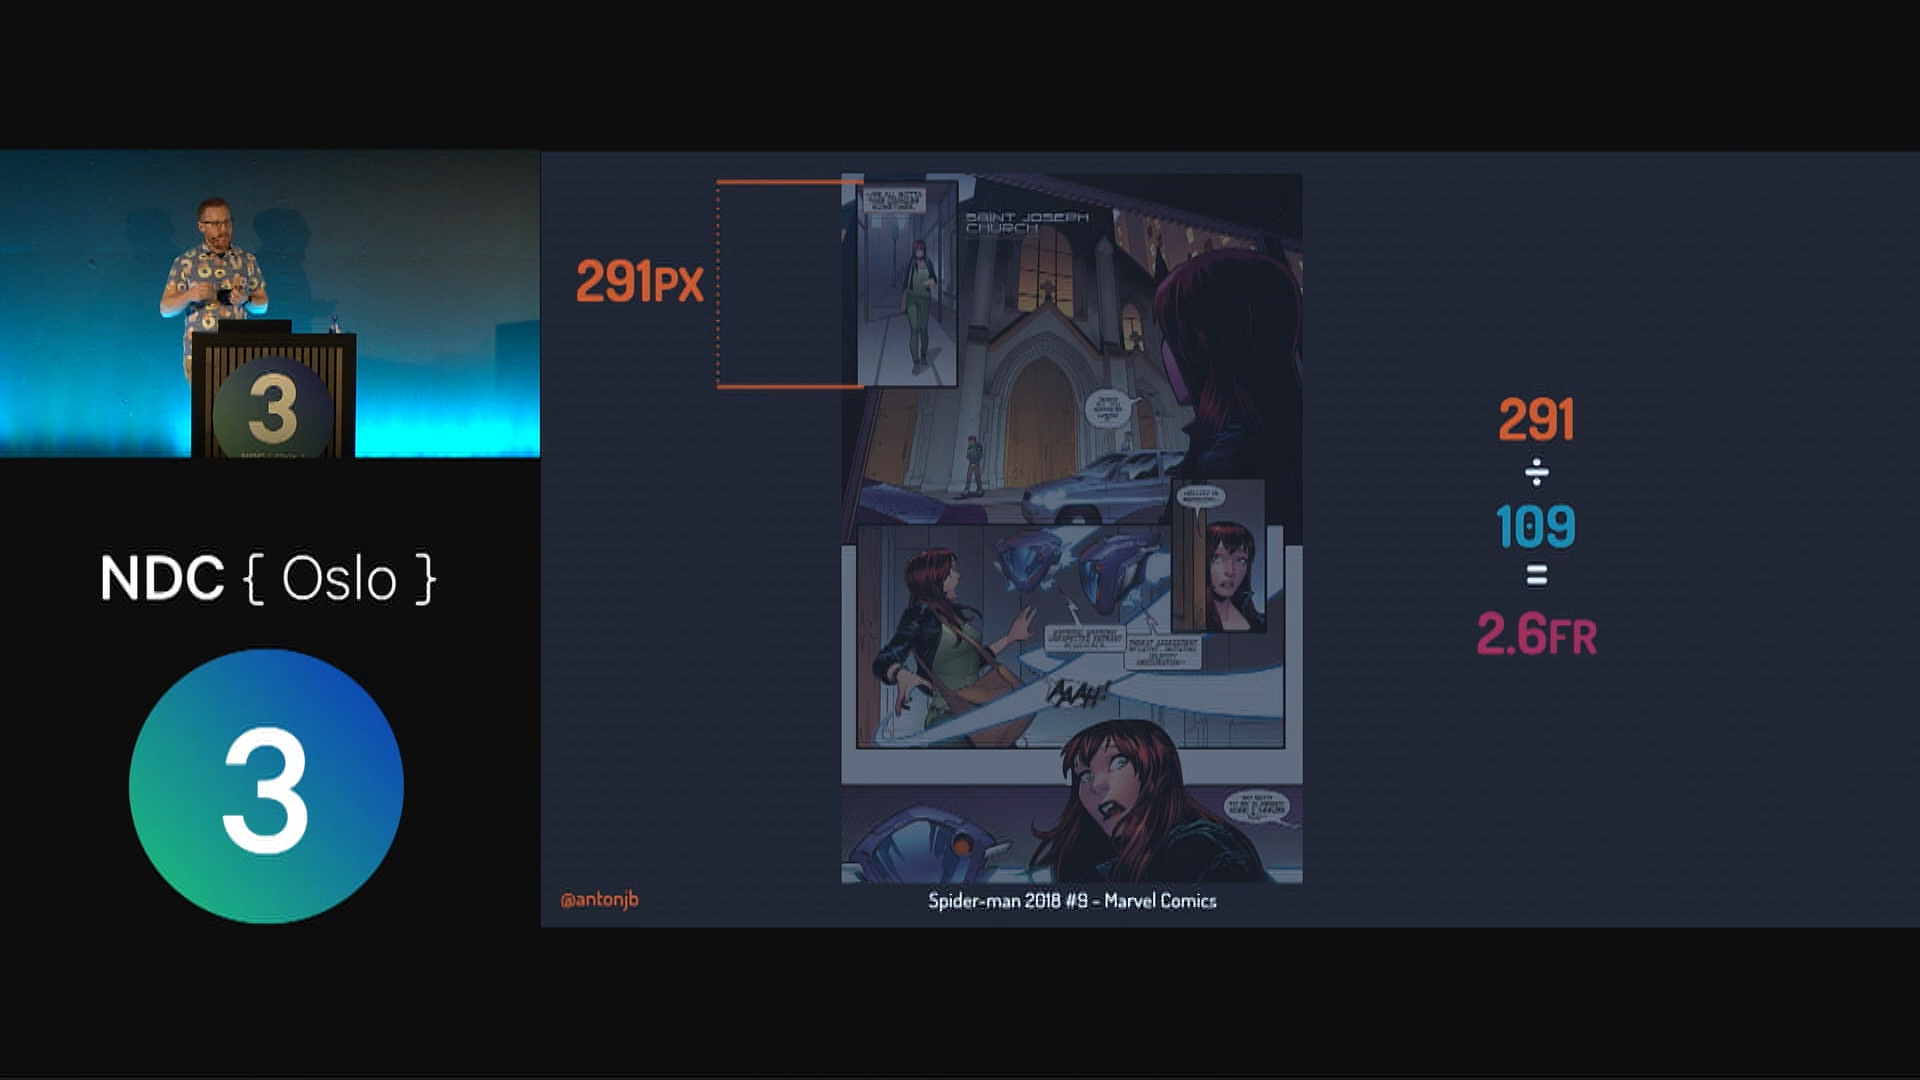 291PX
SAINT JOSEPH
CHURCH
291
÷
109
=
2.6FR
AAAH!
3
NDC { Oslo }
3
@antonjb
Spider-man 2018 #9 - Marvel Comics